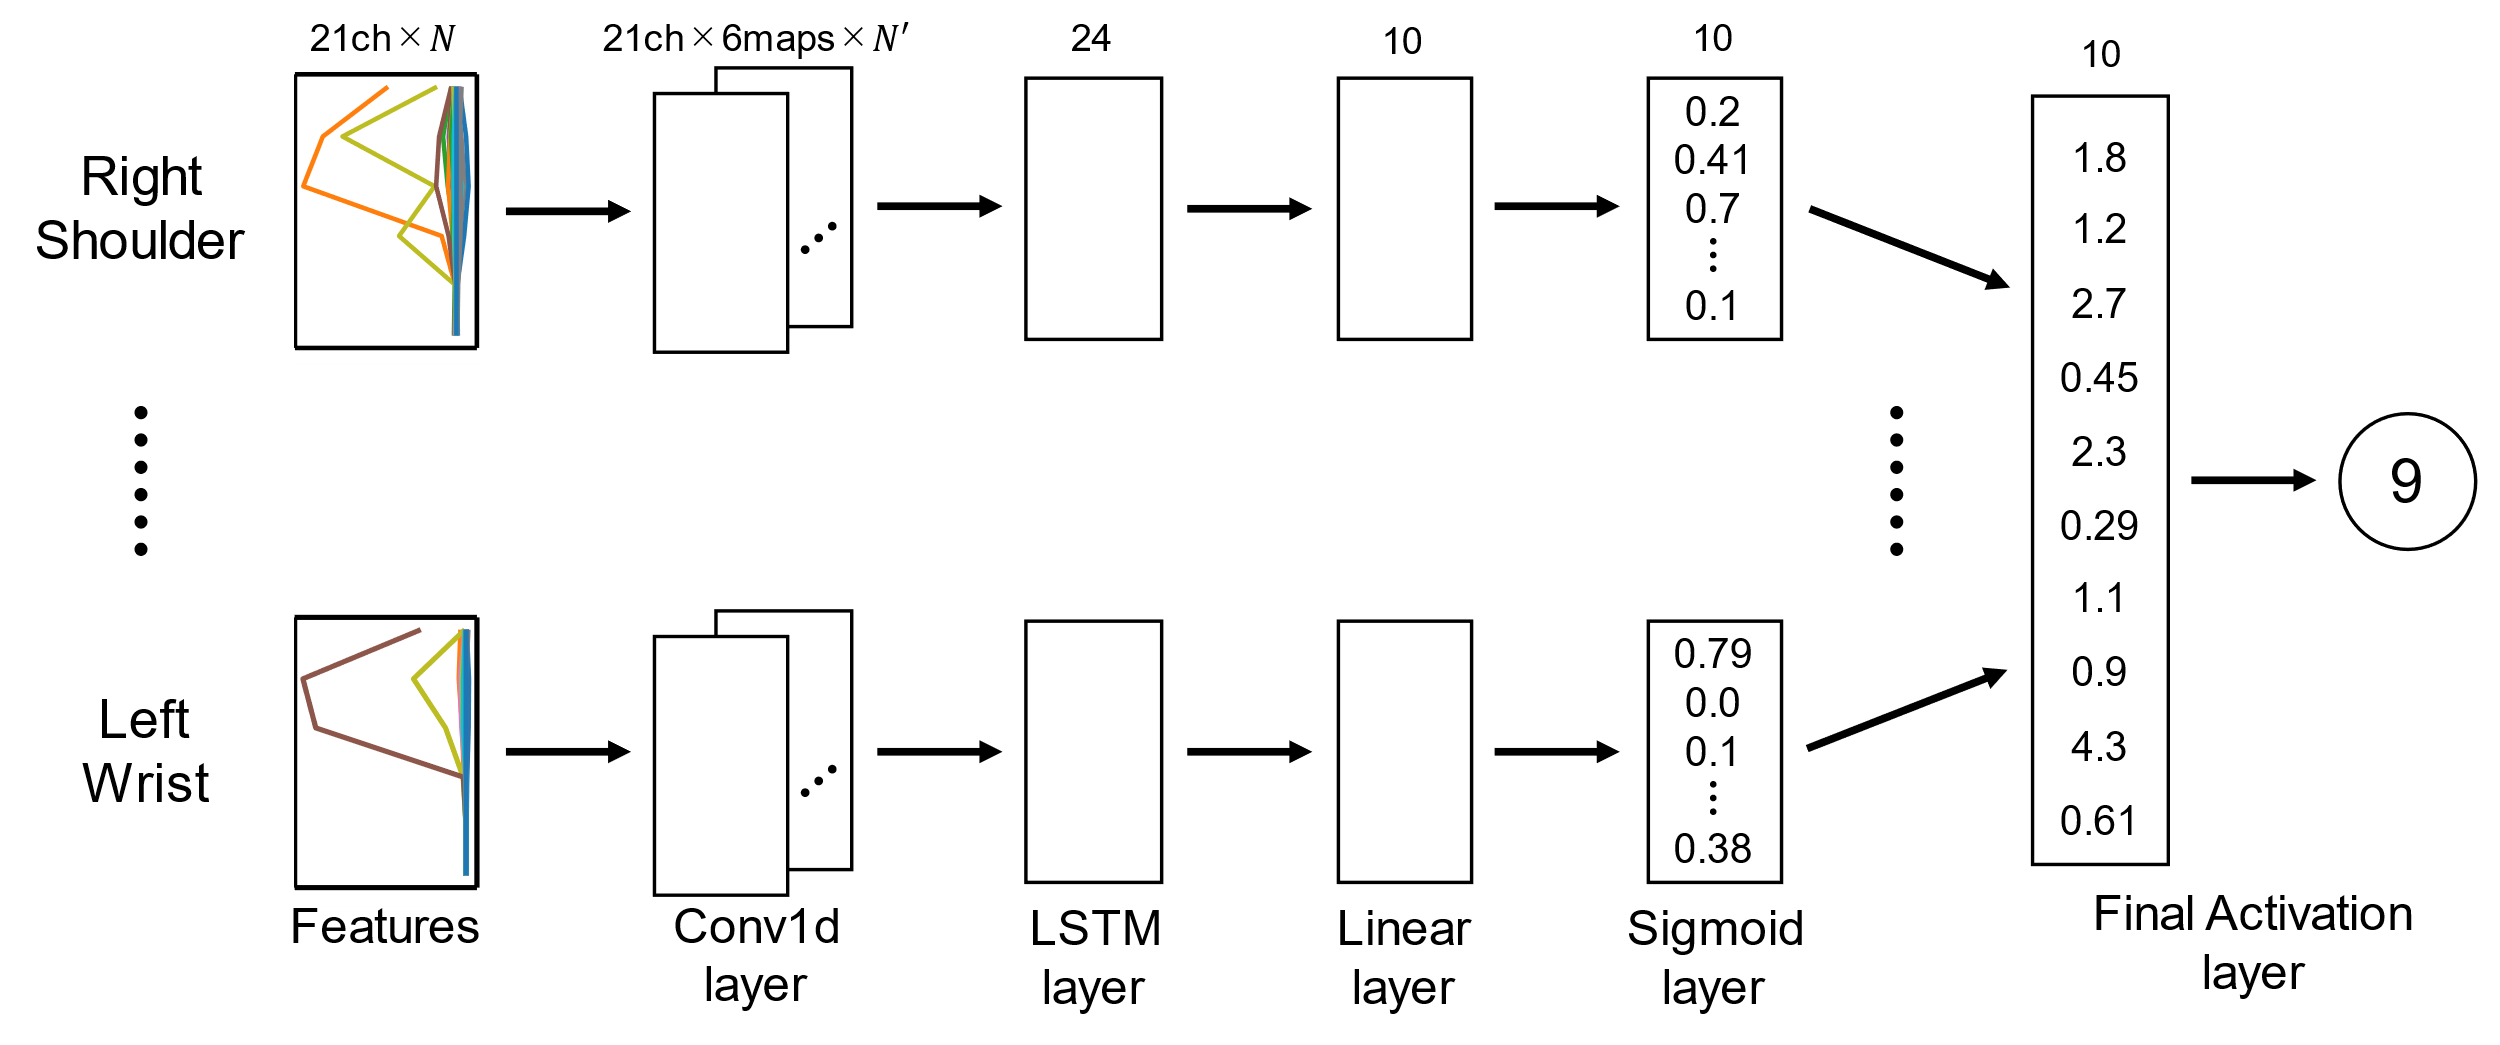 21ch×N
21ch×6maps×N′
24
10
10
10
Right
Shoulder
0.2
0.41
0.7
0.1
1.8
1.2
2.7
0.45
2.3
0.29
1.1
0.9
4.3
0.61
9
Left
Wrist
0.79
0.0
0.1
0.38
Features
Conv1d
layer
LSTM
layer
Linear
layer
Sigmoid
layer
Final Activation
layer